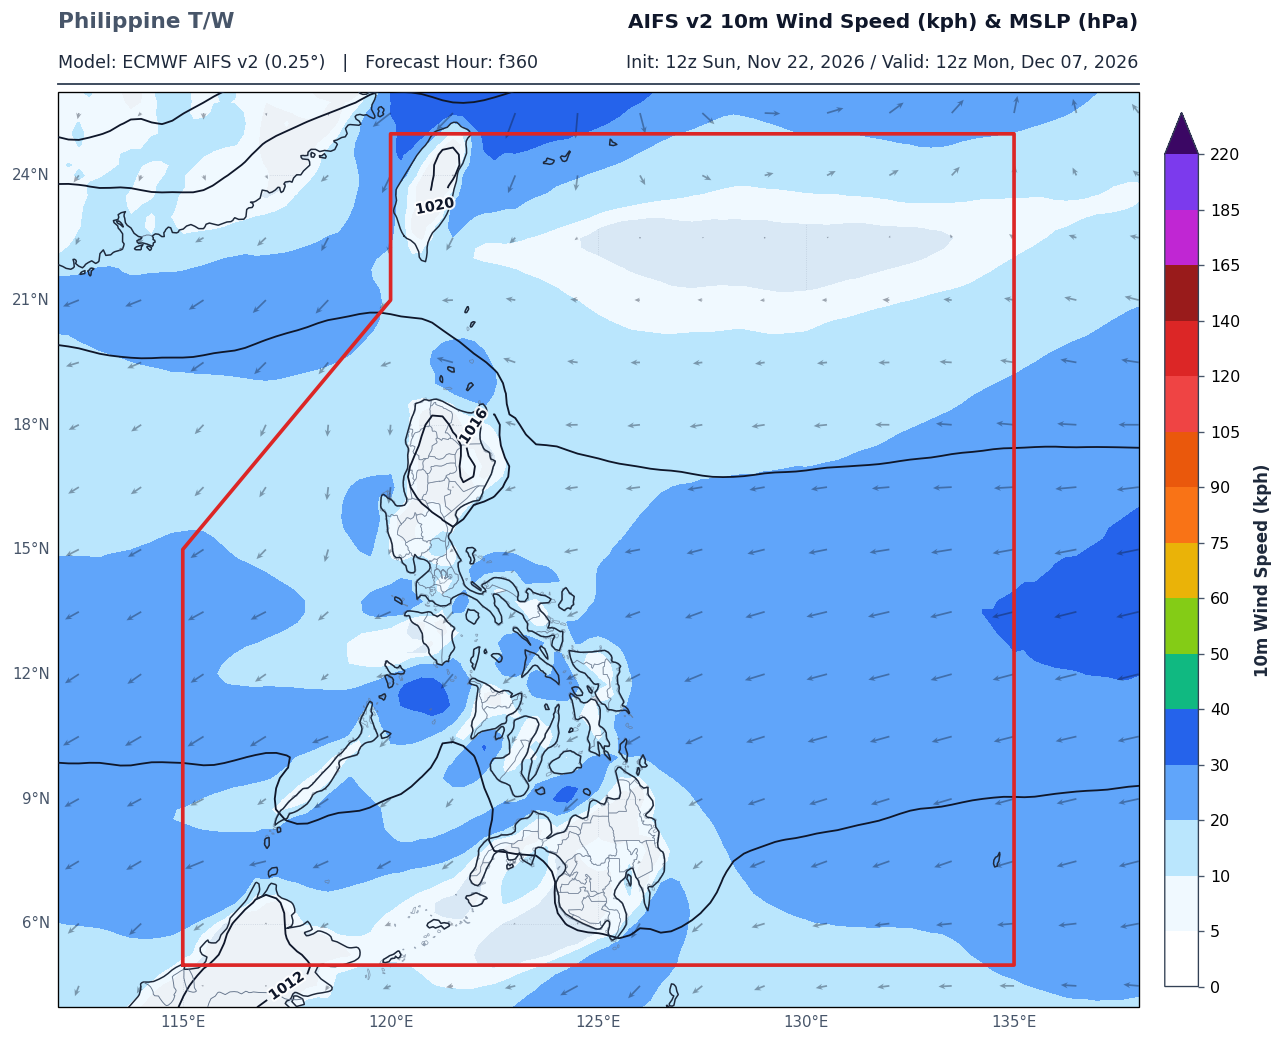 Philippine T/W
AIFS v2 10m Wind Speed (kph) & MSLP (hPa)
Model: ECMWF AIFS v2 (0.25°)   |   Forecast Hour: f360
Init: 12z Sun, Nov 22, 2026 / Valid: 12z Mon, Dec 07, 2026
24°N
21°N
18°N
15°N
12°N
9°N
6°N
115°E
120°E
125°E
130°E
135°E
1020
1016
1012
220
185
165
140
120
105
90
75
60
50
40
30
20
10
5
0
10m Wind Speed (kph)